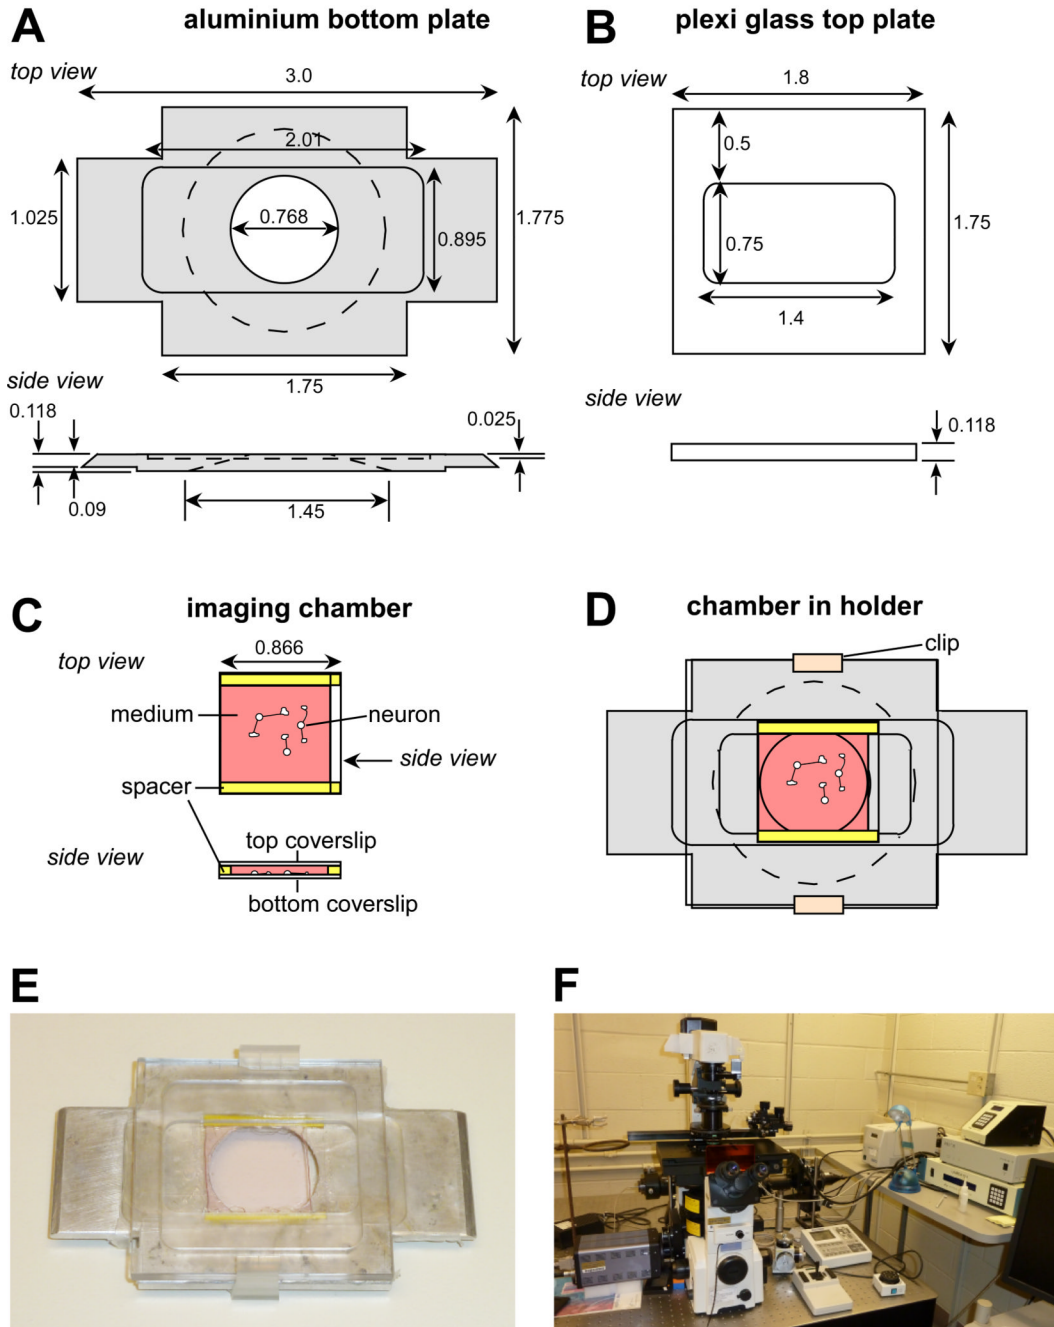 A
aluminium bottom plate
top view
3.0
2.01
0.768
1.025
0.895
1.775
1.75
side view
0.118
0.025
0.09
1.45
B
plexi glass top plate
top view
1.8
0.5
0.75
1.75
1.4
side view
0.118
C
imaging chamber
top view
0.866
medium
neuron
side view
spacer
side view
top coverslip
bottom coverslip
D
chamber in holder
clip
E
F